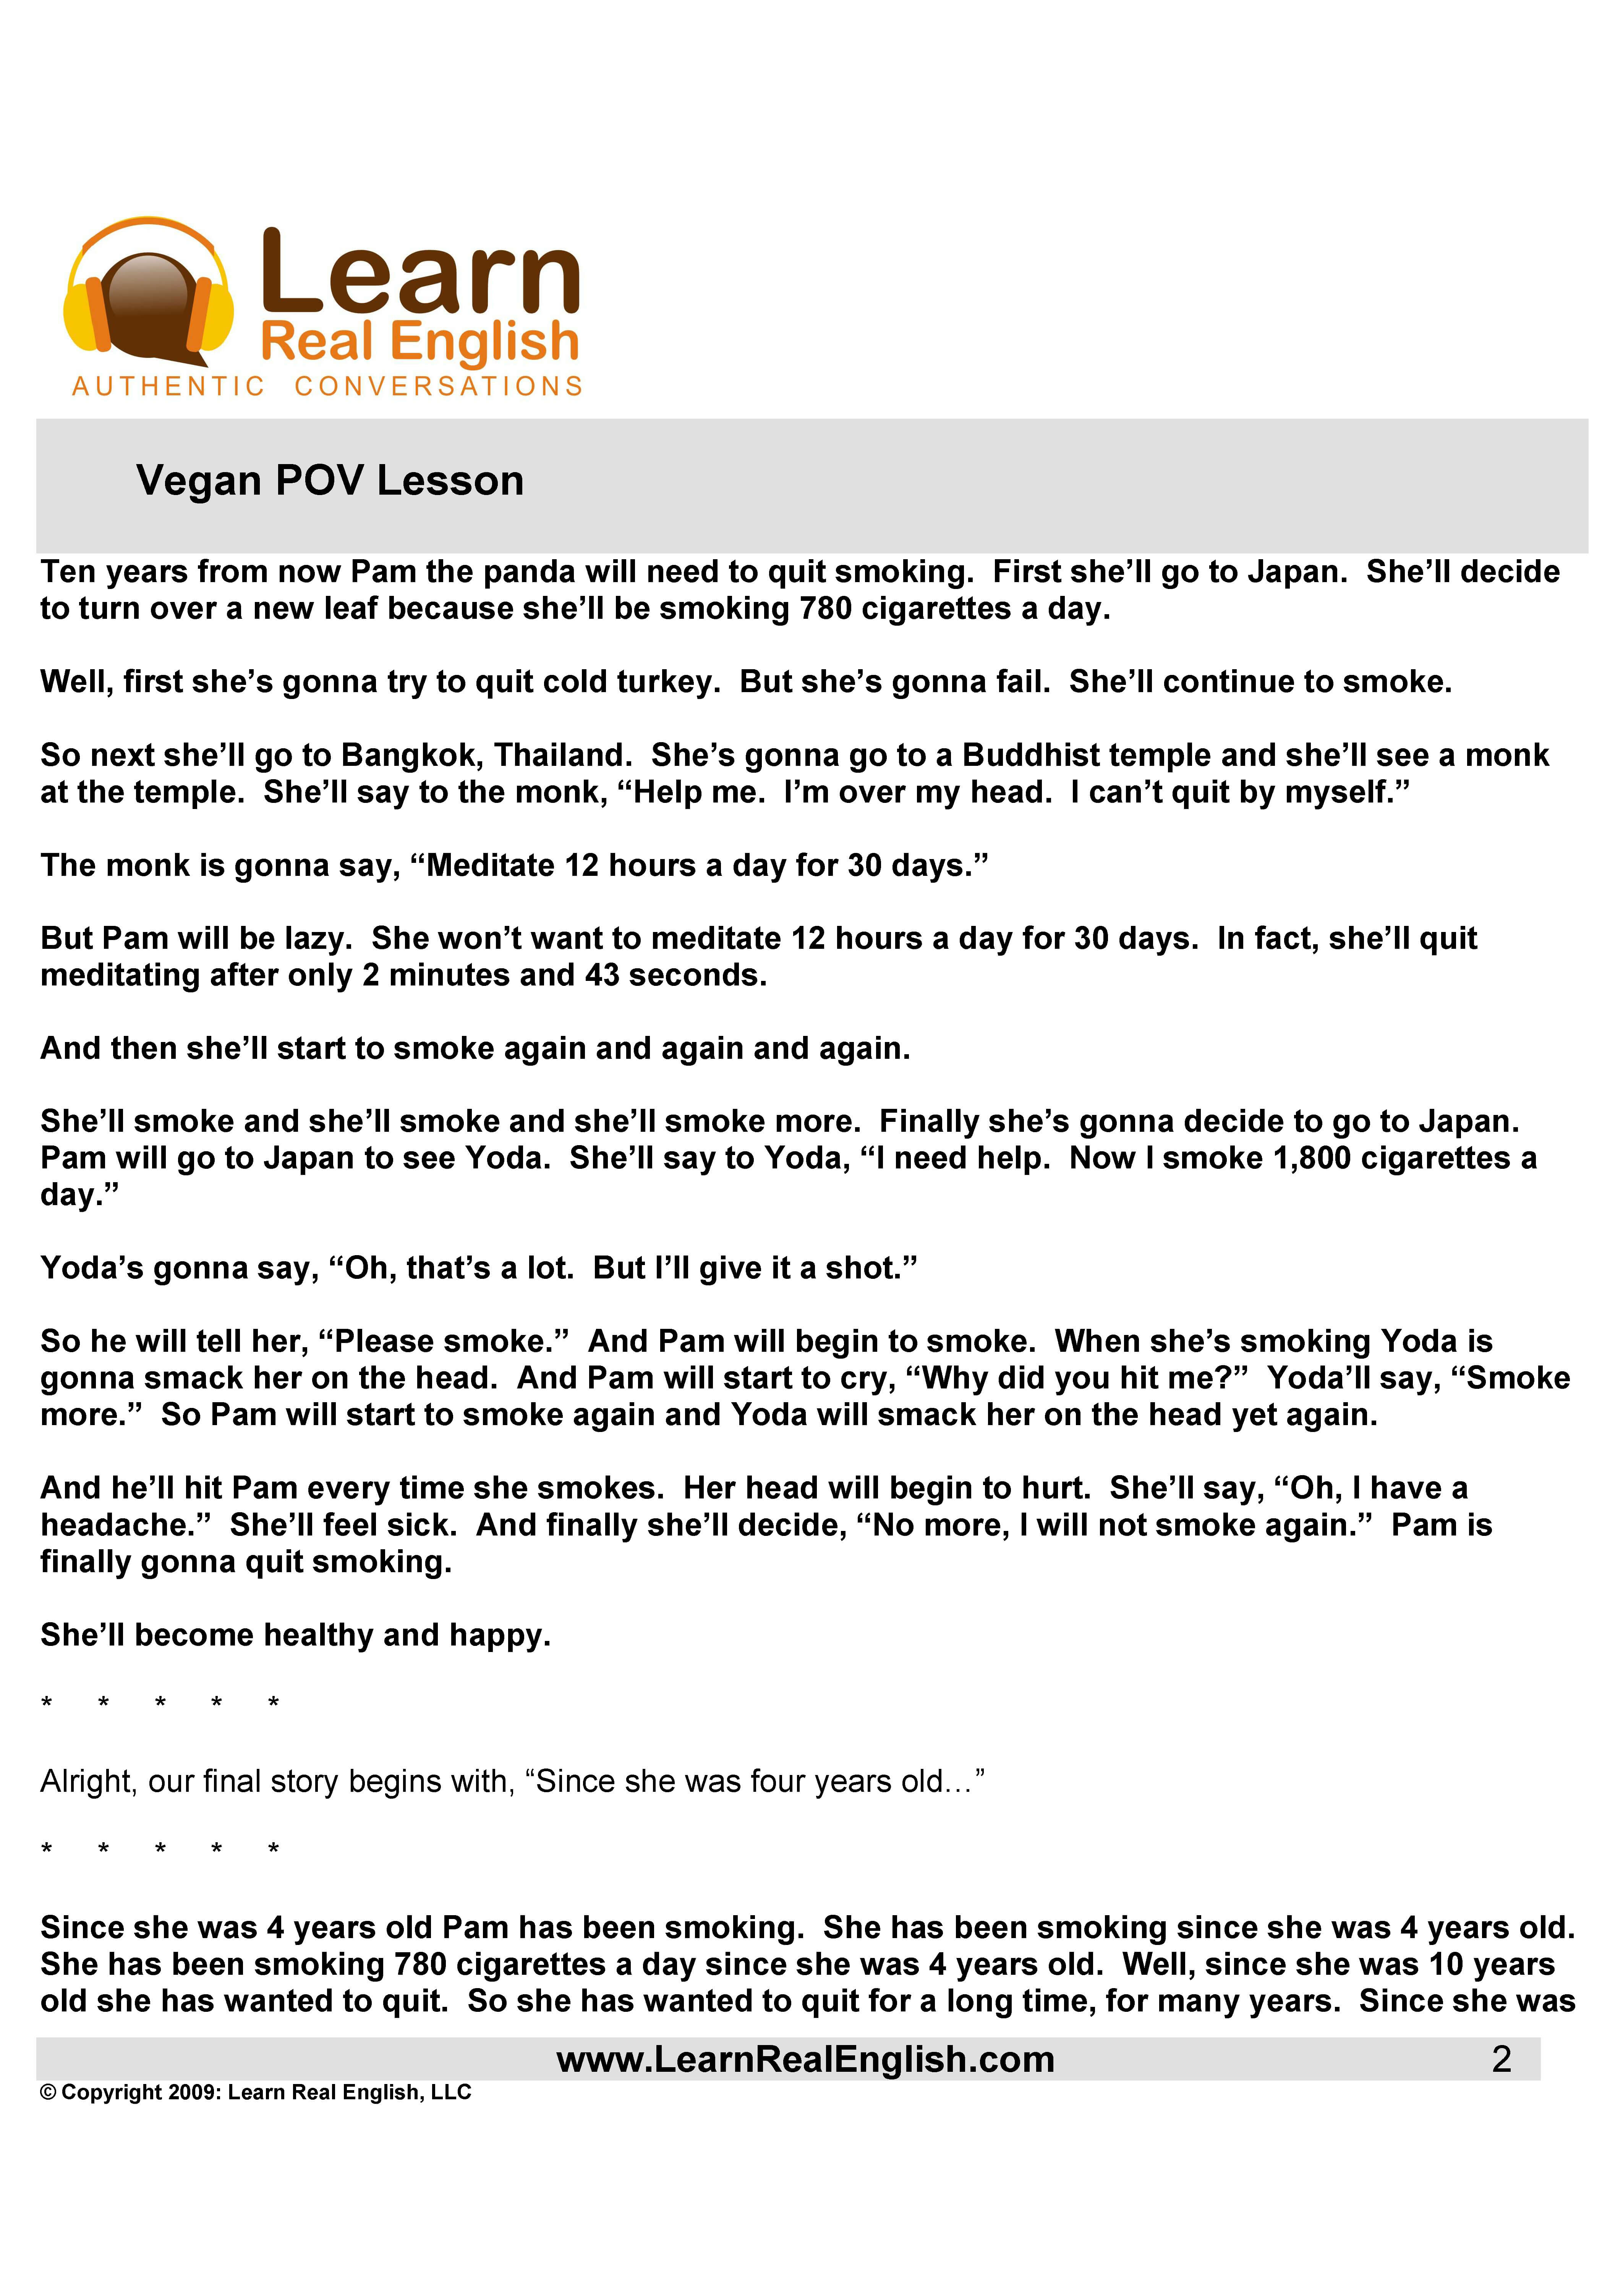 Learn
Real English
AUTHENTIC CONVERSATIONS
Vegan POV Lesson
Ten years from now Pam the panda will need to quit smoking.  First she’ll go to Japan.  She’ll decide
to turn over a new leaf because she’ll be smoking 780 cigarettes a day.
Well, first she’s gonna try to quit cold turkey.  But she’s gonna fail.  She’ll continue to smoke.
So next she’ll go to Bangkok, Thailand.  She’s gonna go to a Buddhist temple and she’ll see a monk
at the temple.  She’ll say to the monk, “Help me.  I’m over my head.  I can’t quit by myself.”
The monk is gonna say, “Meditate 12 hours a day for 30 days.”
But Pam will be lazy.  She won’t want to meditate 12 hours a day for 30 days.  In fact, she’ll quit
meditating after only 2 minutes and 43 seconds.
And then she’ll start to smoke again and again and again.
She’ll smoke and she’ll smoke and she’ll smoke more.  Finally she’s gonna decide to go to Japan.
Pam will go to Japan to see Yoda.  She’ll say to Yoda, “I need help.  Now I smoke 1,800 cigarettes a
day.”
Yoda’s gonna say, “Oh, that’s a lot.  But I’ll give it a shot.”
So he will tell her, “Please smoke.”  And Pam will begin to smoke.  When she’s smoking Yoda is
gonna smack her on the head.  And Pam will start to cry, “Why did you hit me?”  Yoda’ll say, “Smoke
more.”  So Pam will start to smoke again and Yoda will smack her on the head yet again.
And he’ll hit Pam every time she smokes.  Her head will begin to hurt.  She’ll say, “Oh, I have a
headache.”  She’ll feel sick.  And finally she’ll decide, “No more, I will not smoke again.”  Pam is
finally gonna quit smoking.
She’ll become healthy and happy.
* * * * *
Alright, our final story begins with, “Since she was four years old…”
* * * * *
Since she was 4 years old Pam has been smoking.  She has been smoking since she was 4 years old.
She has been smoking 780 cigarettes a day since she was 4 years old.  Well, since she was 10 years
old she has wanted to quit.  So she has wanted to quit for a long time, for many years.  Since she was
www.LearnRealEnglish.com 2
© Copyright 2009: Learn Real English, LLC